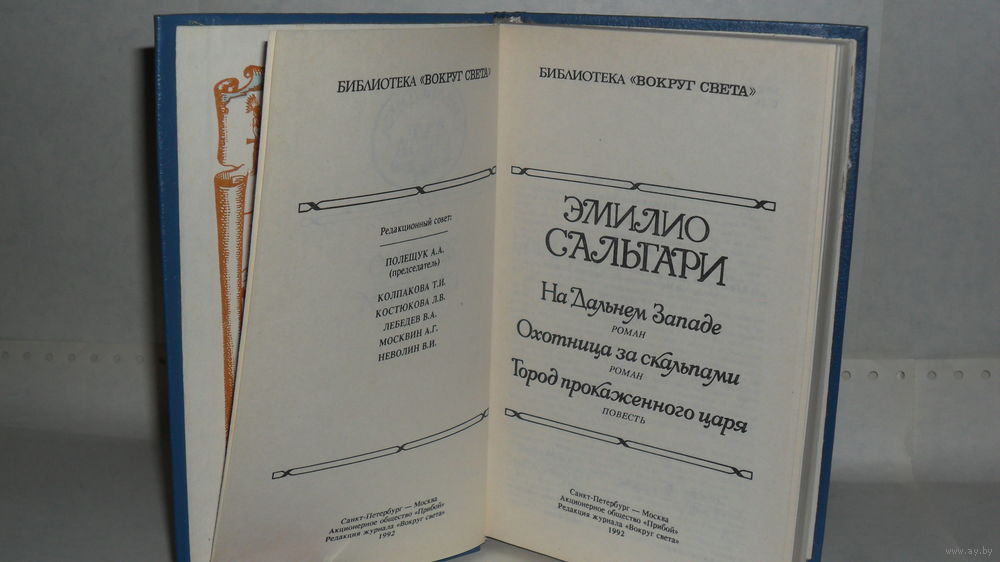 БИБЛИОТЕКА «ВОКРУГ СВЕТА»
Редакционный совет:
ПОЛЕЩУК А.А.
(председатель)
КОЛПАКОВА Т.И.
КОСТЮКОВА Л.В.
ЛЕБЕДЕВ В.А.
МОСКВИН А.Г.
НЕВОЛИН В.И.
Санкт-Петербург — Москва
Акционерное общество «Прибой»
Редакция журнала «Вокруг света»
1992
БИБЛИОТЕКА «ВОКРУГ СВЕТА»
ЭМИЛИО
САЛЬГАРИ
На Дальнем Западе
РОМАН
Охотница за скальпами
РОМАН
Город прокаженного царя
ПОВЕСТЬ
Санкт-Петербург — Москва
Акционерное общество «Прибой»
Редакция журнала «Вокруг света»
1992
www.ay.by